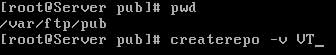 [root@Server pub]# pwd
/var/ftp/pub
[root@Server pub]# createrepo -v VT_